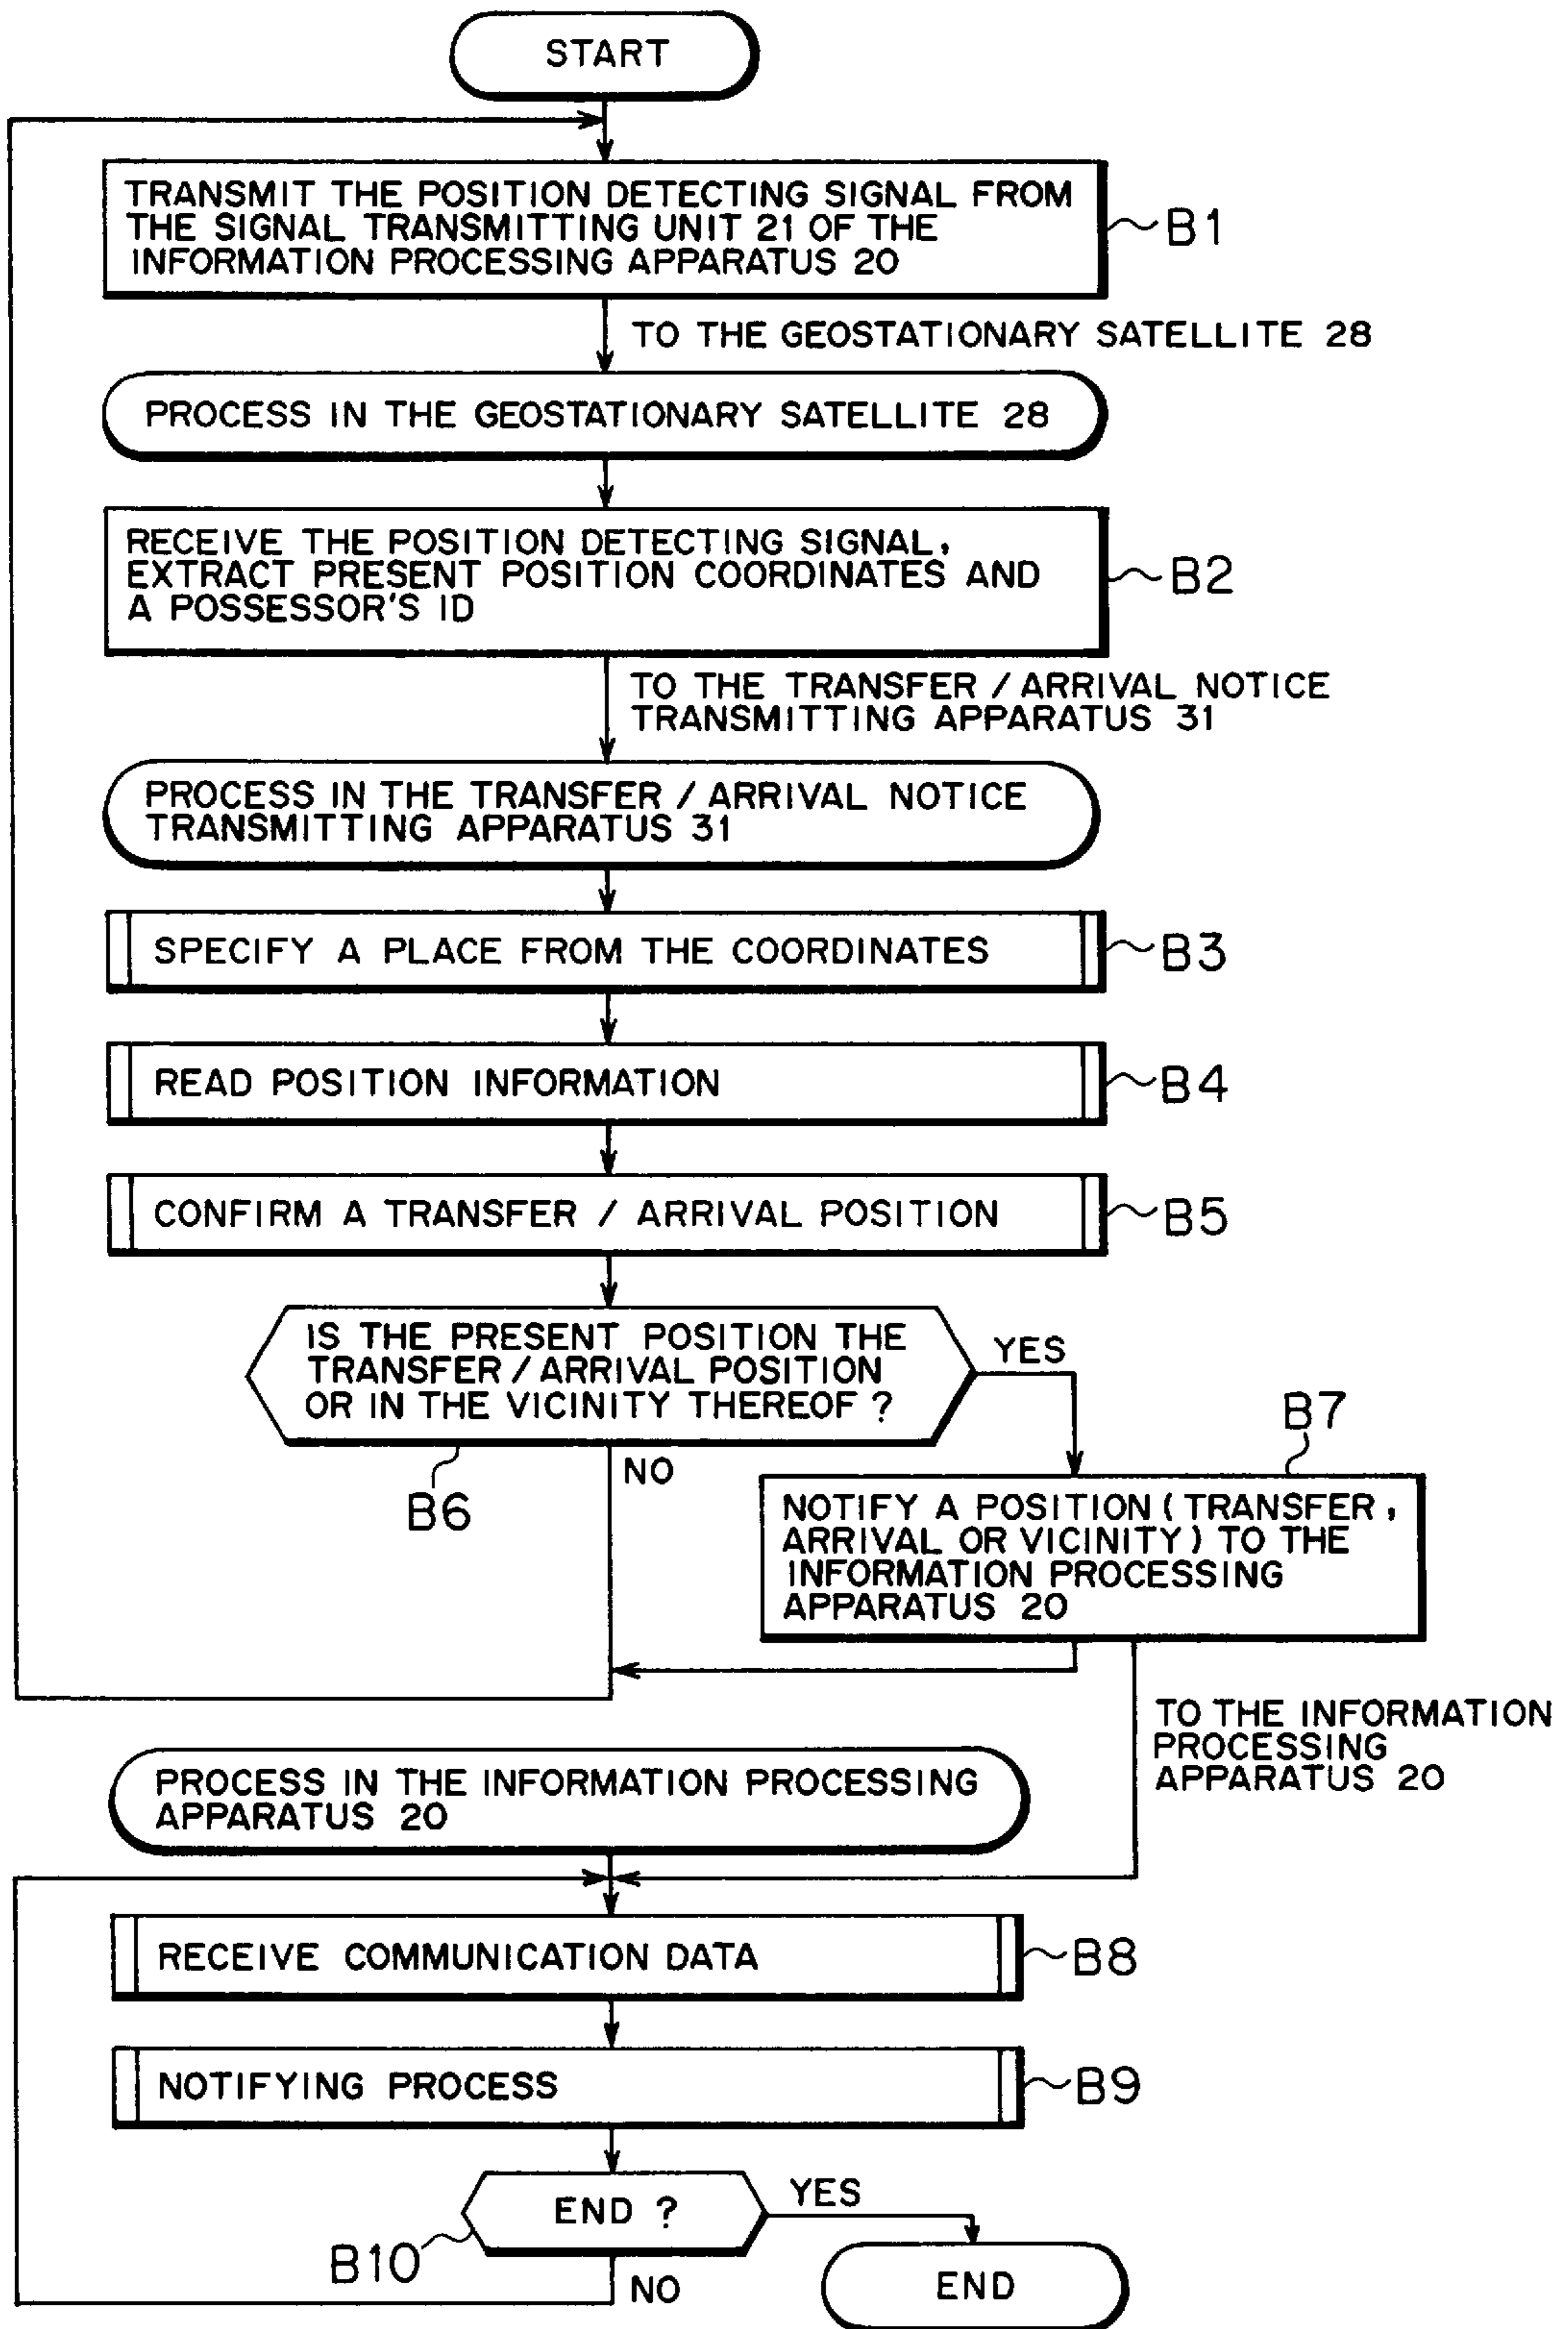 START
TRANSMIT THE POSITION DETECTING SIGNAL FROM
THE SIGNAL TRANSMITTING UNIT 21 OF THE
INFORMATION PROCESSING APPARATUS 20
B1
TO THE GEOSTATIONARY SATELLITE 28
PROCESS IN THE GEOSTATIONARY SATELLITE 28
RECEIVE THE POSITION DETECTING SIGNAL,
EXTRACT PRESENT POSITION COORDINATES AND
A POSSESSOR'S ID
B2
TO THE TRANSFER / ARRIVAL NOTICE
TRANSMITTING APPARATUS 31
PROCESS IN THE TRANSFER / ARRIVAL NOTICE
TRANSMITTING APPARATUS 31
SPECIFY A PLACE FROM THE COORDINATES
B3
READ POSITION INFORMATION
B4
CONFIRM A TRANSFER / ARRIVAL POSITION
B5
IS THE PRESENT POSITION THE
TRANSFER / ARRIVAL POSITION
OR IN THE VICINITY THEREOF ?
YES
B6
NO
B7
NOTIFY A POSITION ( TRANSFER,
ARRIVAL OR VICINITY ) TO THE
INFORMATION PROCESSING
APPARATUS 20
TO THE INFORMATION
PROCESSING
APPARATUS 20
PROCESS IN THE INFORMATION PROCESSING
APPARATUS 20
RECEIVE COMMUNICATION DATA
B8
NOTIFYING PROCESS
B9
END ?
YES
B10
NO
END